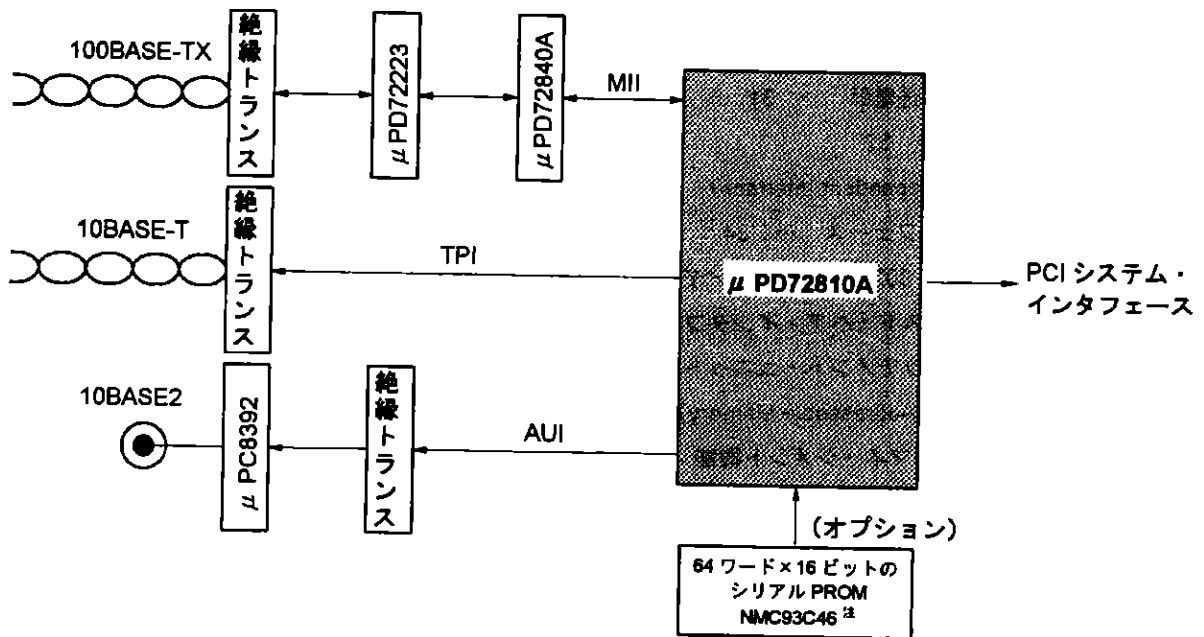 100BASE-TX
絶縁トランス
μPD72223
μPD72840A
MII
10BASE-T
絶縁トランス
TPI
μ PD72810A
PCI システム・
インタフェース
10BASE2
μ PC8392
絶縁トランス
AUI
(オプション)
64 ワード×16 ビットの
シリアル PROM
NMC93C46 注